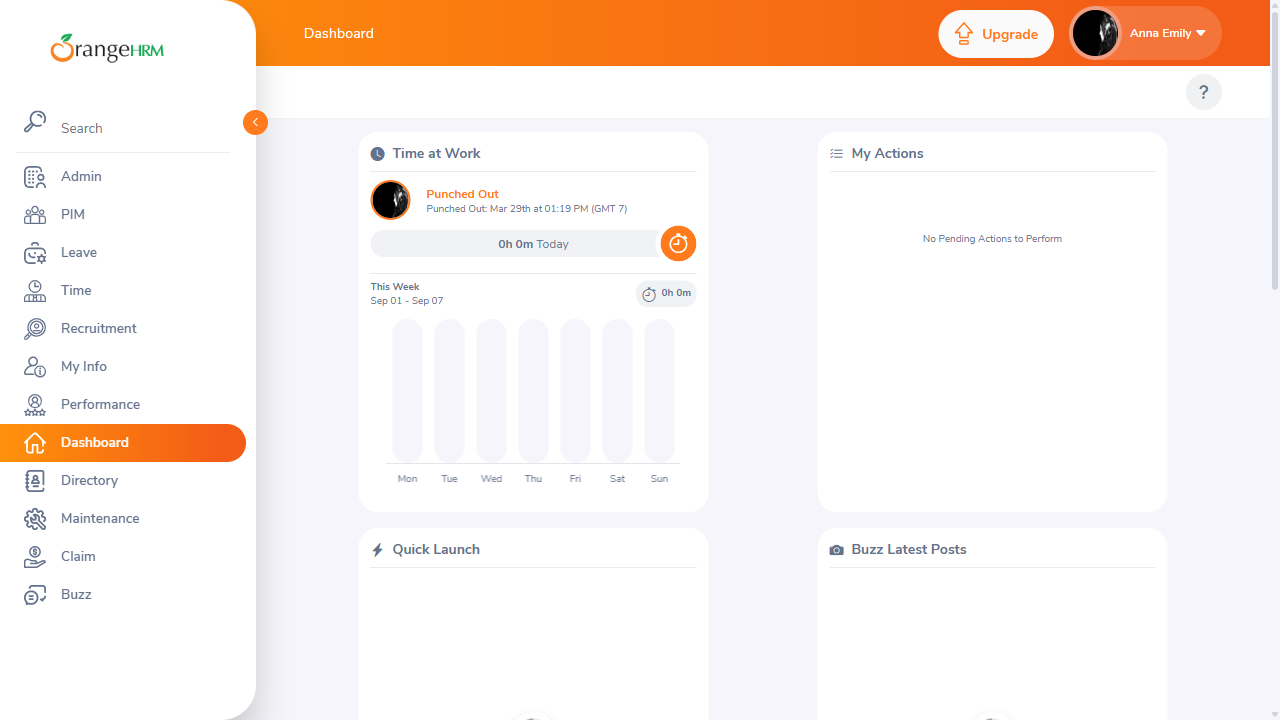 OrangeHRM
Dashboard
Upgrade
Anna Emily
?
Search
Admin
PIM
Leave
Time
Recruitment
My Info
Performance
Dashboard
Directory
Maintenance
Claim
Buzz
Time at Work
Punched Out
Punched Out: Mar 29th at 01:19 PM (GMT 7)
0h 0m Today
This Week
Sep 01 - Sep 07
0h 0m
Mon Tue Wed Thu Fri Sat Sun
My Actions
No Pending Actions to Perform
Quick Launch
Buzz Latest Posts